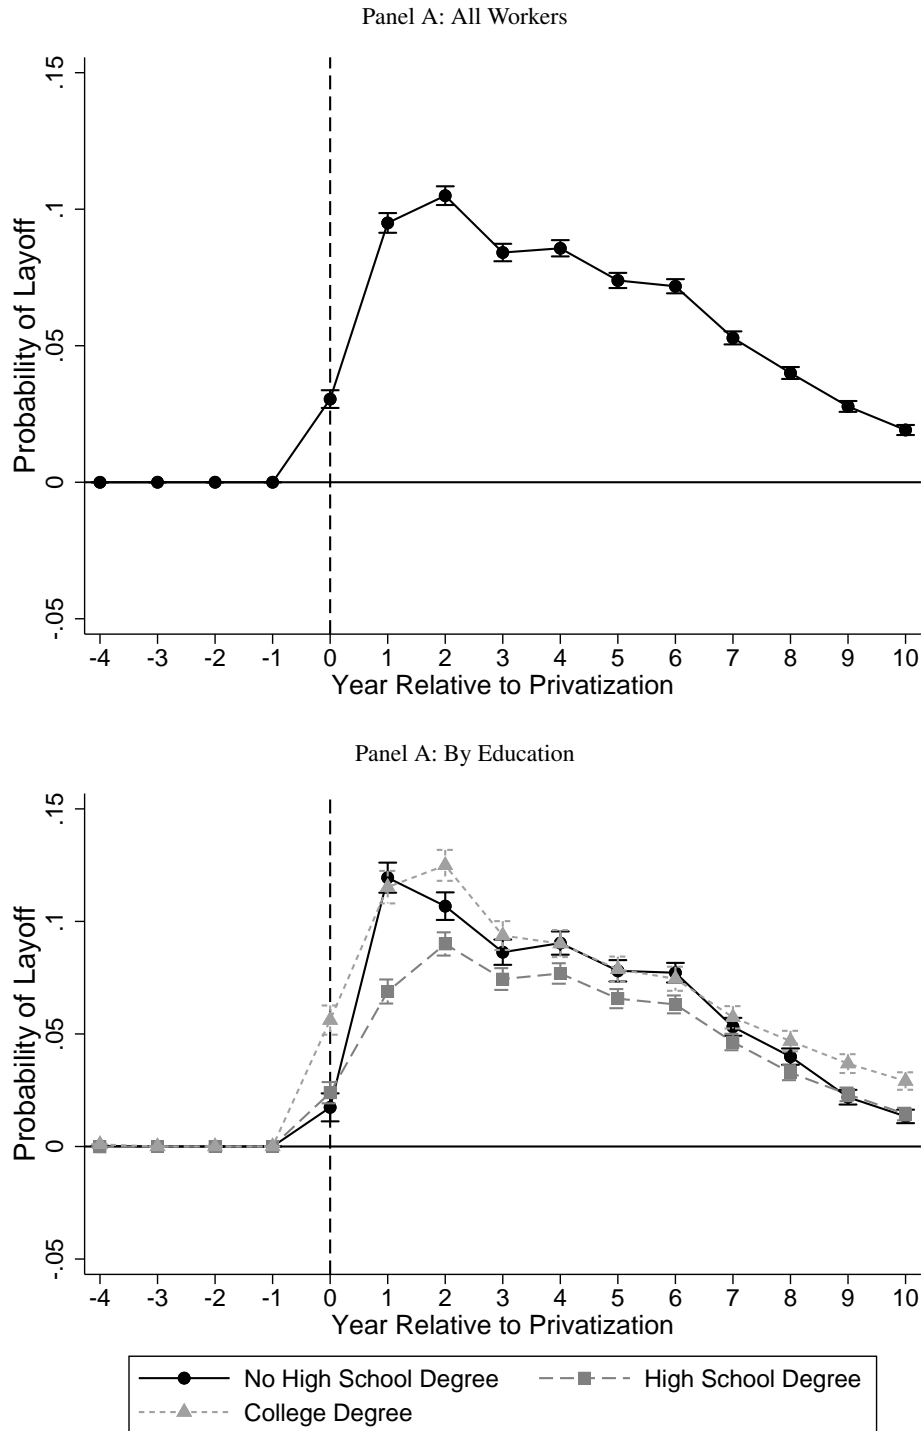 Panel A: All Workers
.15
.1
.05
0
-.05
Probability of Layoff
-4 -3 -2 -1 0 1 2 3 4 5 6 7 8 9 10
Year Relative to Privatization
Panel A: By Education
.15
.1
.05
0
-.05
Probability of Layoff
-4 -3 -2 -1 0 1 2 3 4 5 6 7 8 9 10
Year Relative to Privatization
No High School Degree High School Degree
College Degree